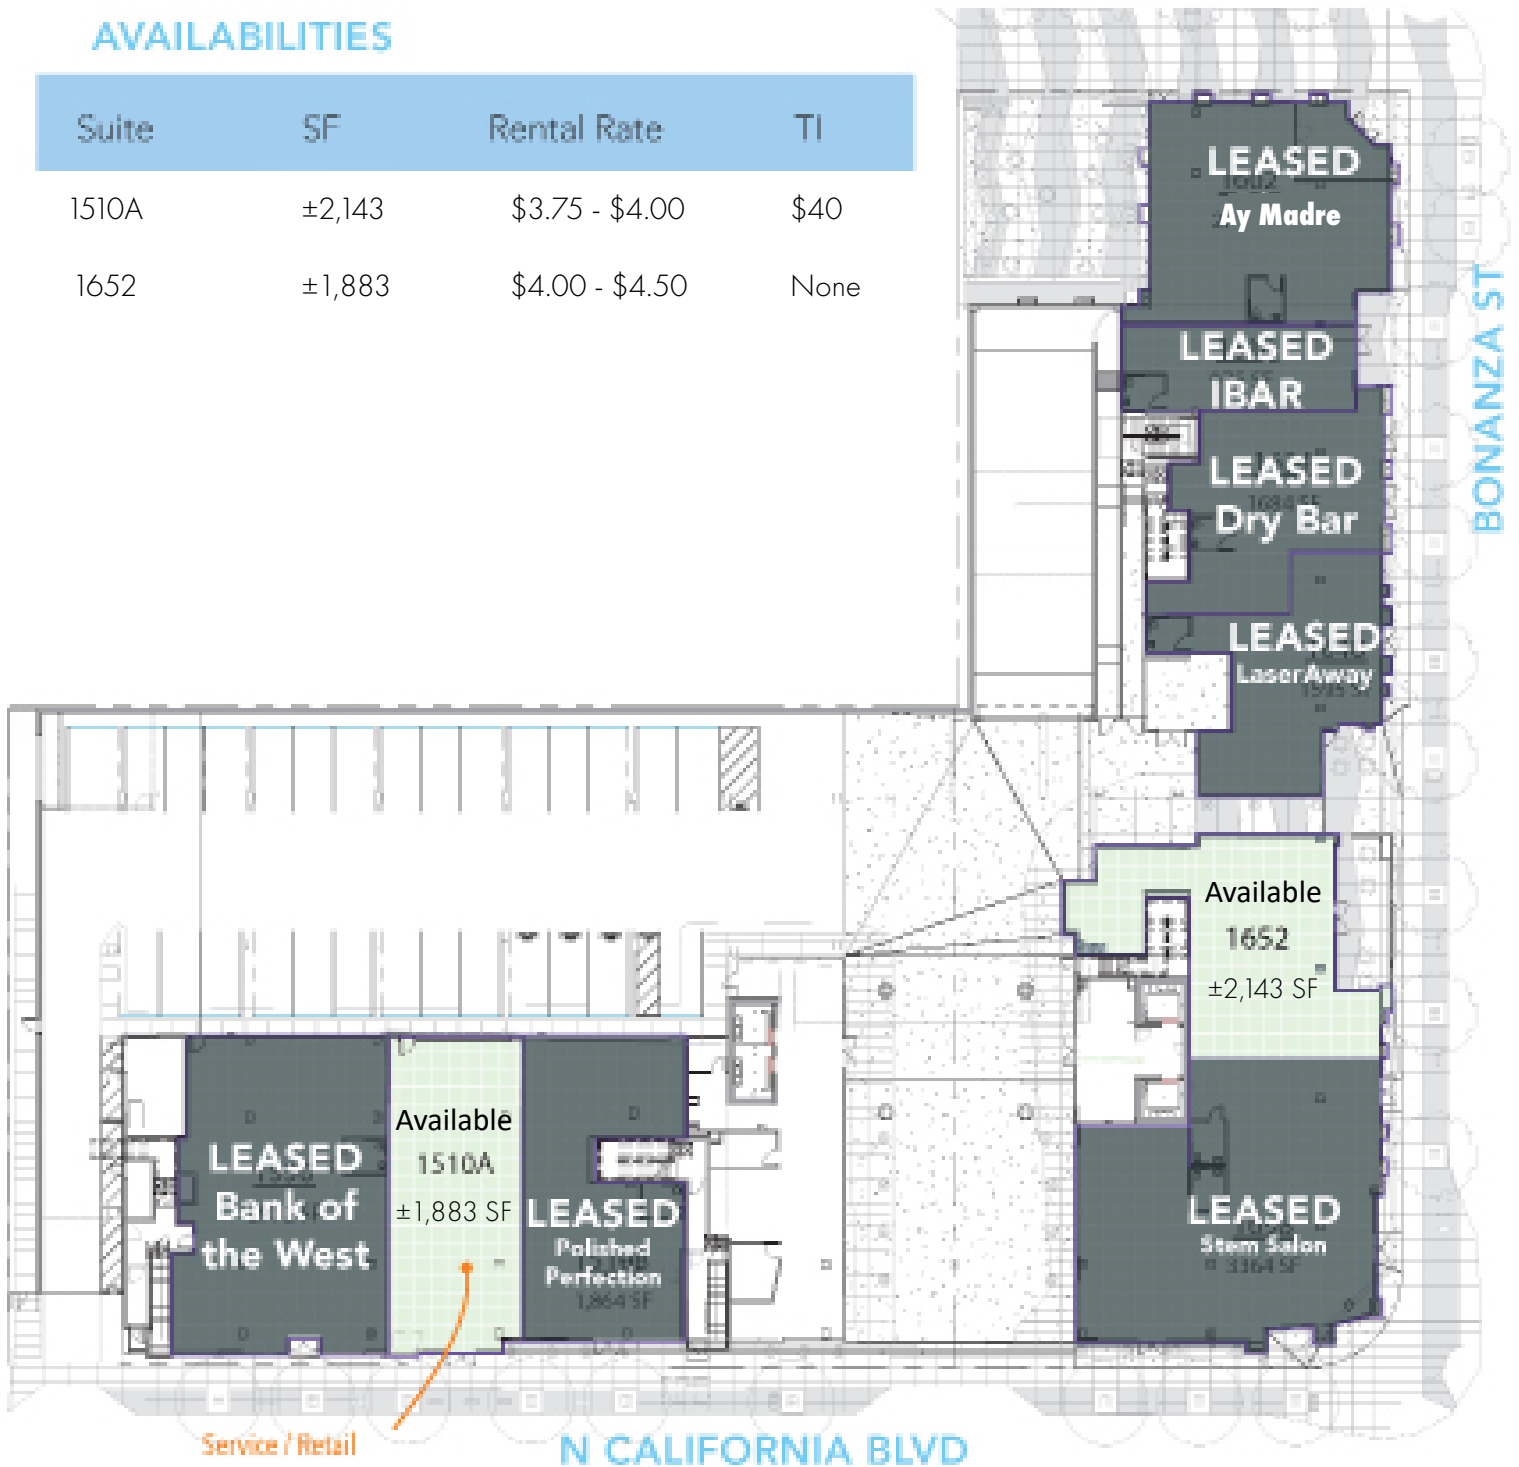 AVAILABILITIES
Suite SF Rental Rate TI
1510A ±2,143 $3.75 - $4.00 $40
1652 ±1,883 $4.00 - $4.50 None
LEASED
Ay Madre
LEASED
IBAR
LEASED
1684 SF
Dry Bar
LEASED
LaserAway
BONANZA ST
Available
1652
±2,143 SF
LEASED
Bank of
the West
Available
1510A
±1,883 SF
LEASED
Polished
Perfection
1,864 SF
LEASED
Stem Salon
3364 SF
Service / Retail
N CALIFORNIA BLVD